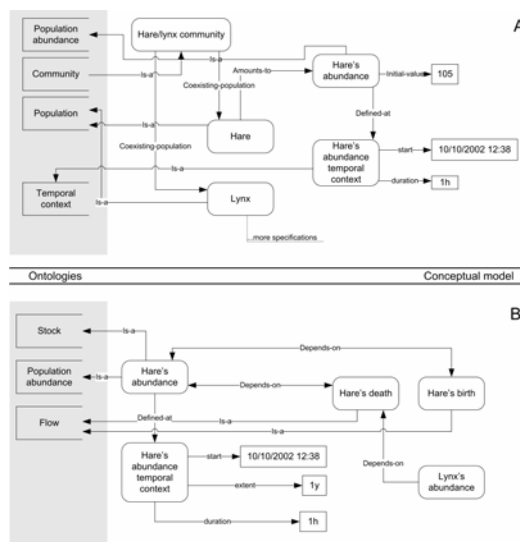 A
Population
abundance
Hare/lynx community
Is-a
Community
Is-a
Amounts-to
Hare's
abundance
Initial-value
105
Coexisting-population
Population
Is-a
Hare
Defined-at
Coexisting-population
Hare's
abundance
temporal
context
start
10/10/2002 12:38
duration
1h
Is-a
Temporal
context
Is-a
Lynx
...more specifications
Ontologies
Conceptual model
B
Stock
Is-a
Depends-on
Population
abundance
Is-a
Hare's
abundance
Depends-on
Hare's death
Hare's birth
Flow
Defined-at
Is-a
Is-a
Hare's
abundance
temporal
context
start
10/10/2002 12:38
extent
1y
duration
1h
Depends-on
Lynx's
abundance